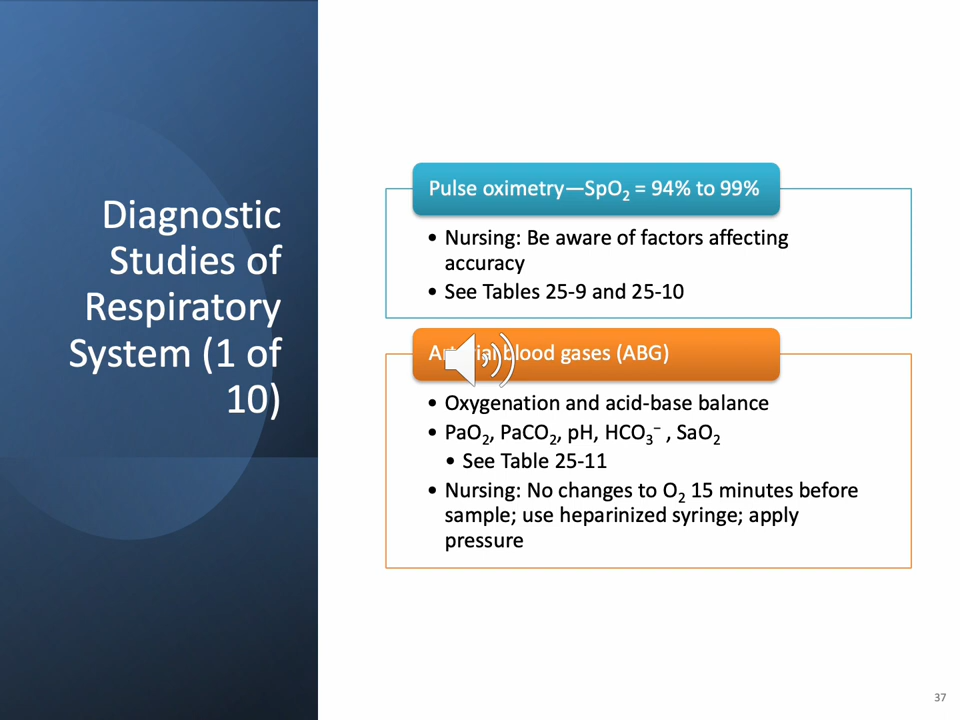 Diagnostic
Studies of
Respiratory
System (1 of
10)
Pulse oximetry—SpO₂ = 94% to 99%
• Nursing: Be aware of factors affecting
accuracy
• See Tables 25-9 and 25-10
Arterial blood gases (ABG)
• Oxygenation and acid-base balance
• PaO₂, PaCO₂, pH, HCO₃⁻ , SaO₂
• See Table 25-11
• Nursing: No changes to O₂ 15 minutes before
sample; use heparinized syringe; apply
pressure
37